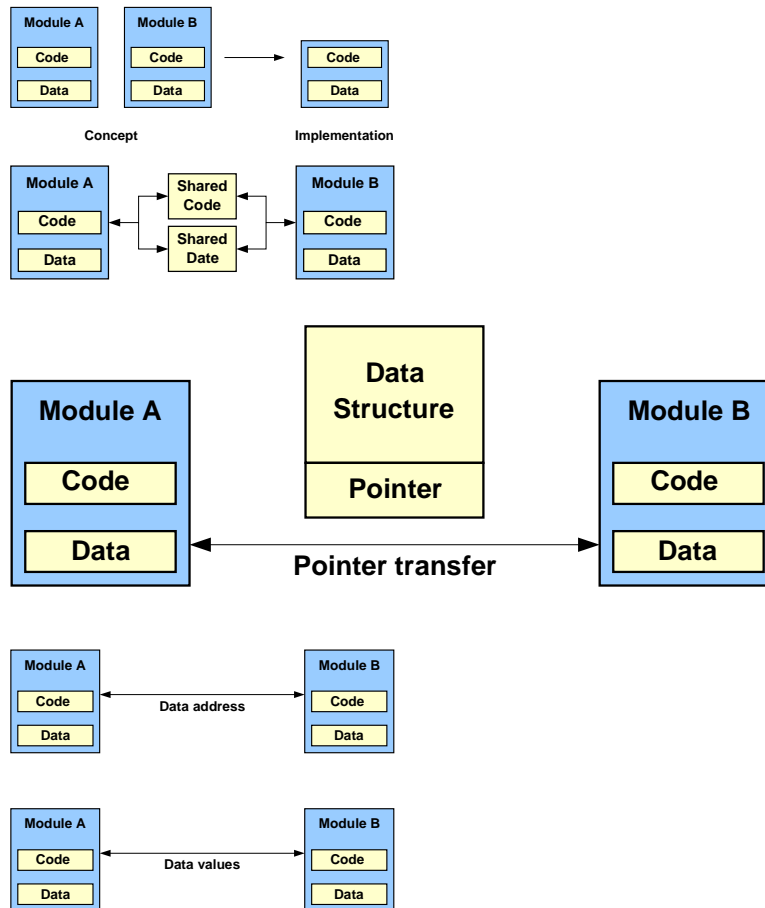 Module A
Module B
Code
Code
Code
Data
Data
Data
Concept
Implementation
Module A
Shared
Code
Module B
Code
Code
Shared
Date
Data
Data
Data
Structure
Module A
Module B
Code
Pointer
Code
Data
Data
Pointer transfer
Module A
Module B
Code
Code
Data address
Data
Data
Module A
Module B
Code
Code
Data values
Data
Data